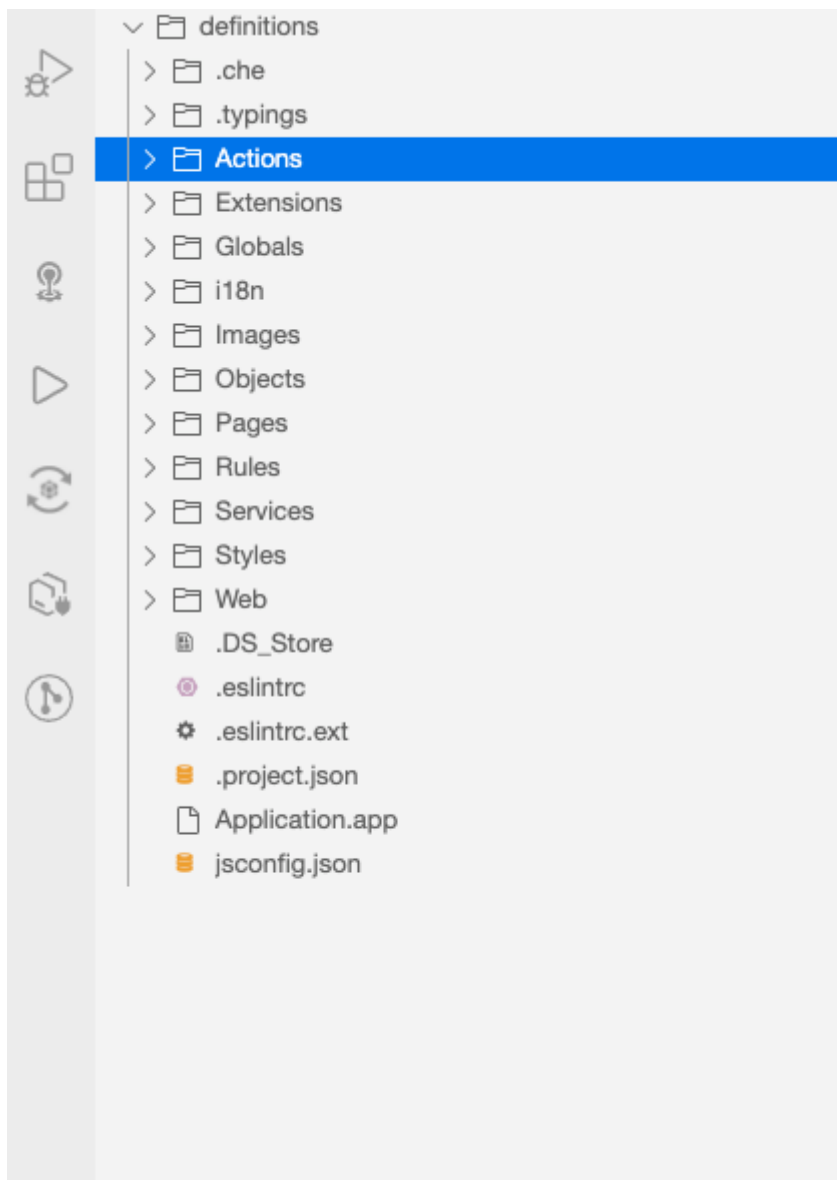 definitions
.che
.typings
Actions
Extensions
Globals
i18n
Images
Objects
Pages
Rules
Services
Styles
Web
.DS_Store
.eslintrc
.eslintrc.ext
.project.json
Application.app
jsconfig.json